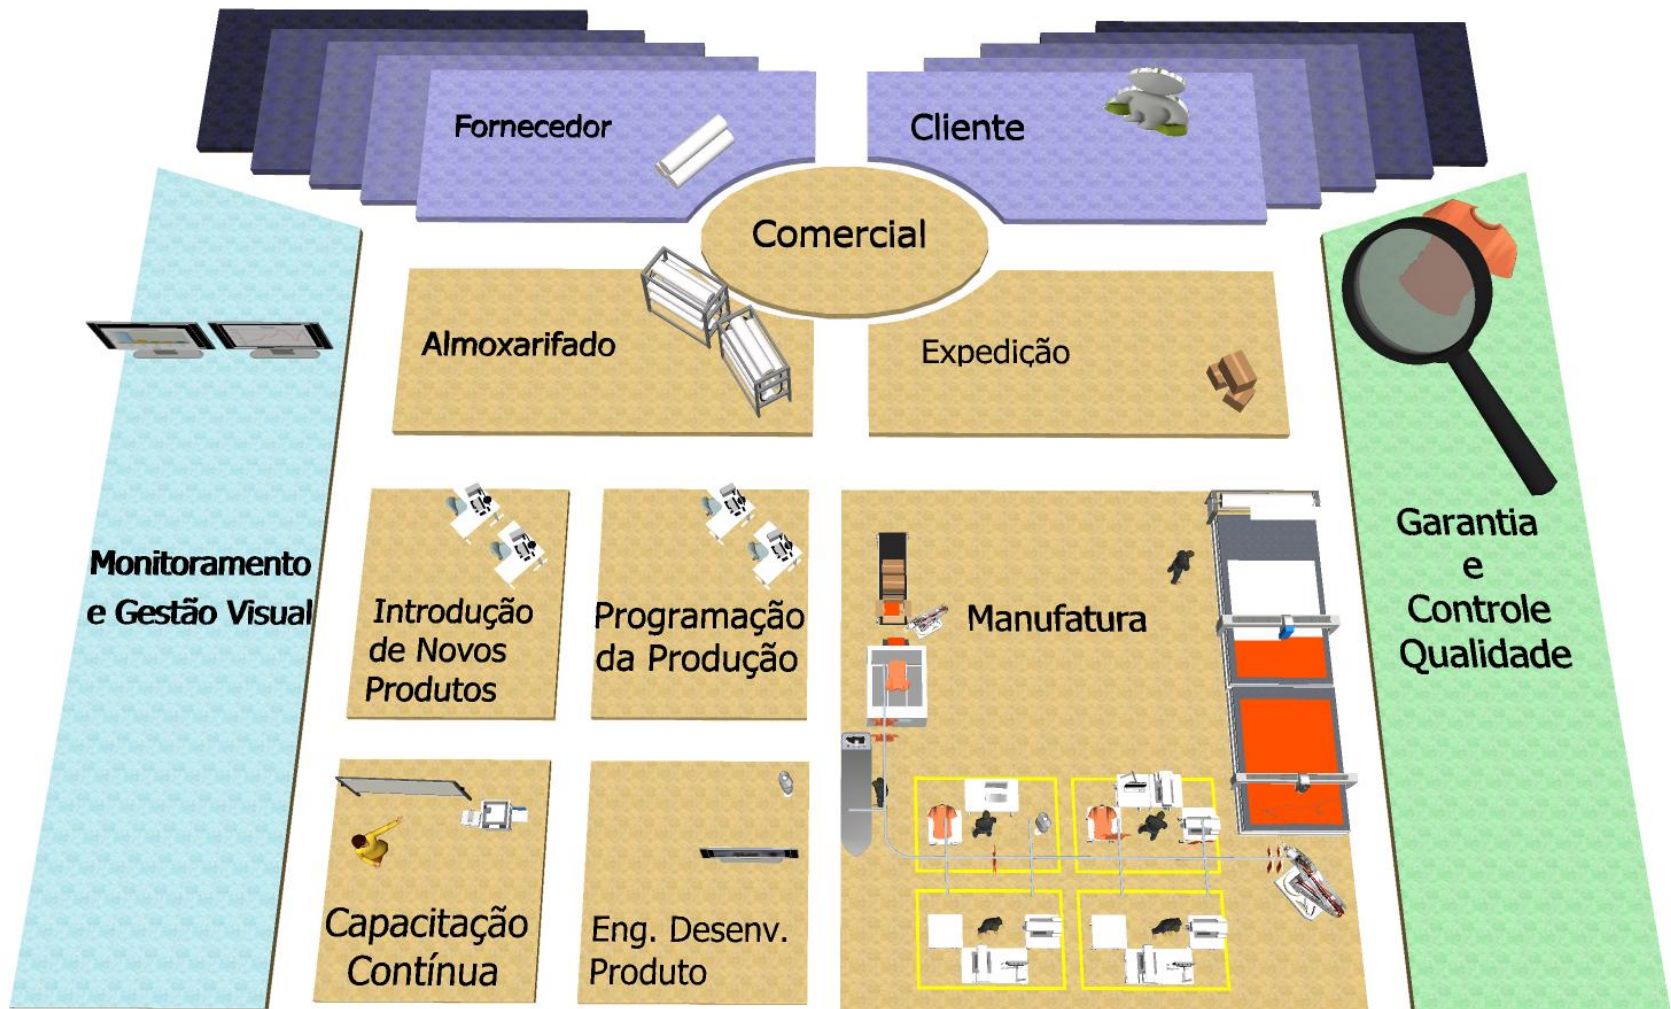 Fornecedor
Cliente
Comercial
Almoxarifado
Expedição
Monitoramento
e Gestão Visual
Introdução
de Novos
Produtos
Programação
da Produção
Manufatura
Garantia
e
Controle
Qualidade
Capacitação
Contínua
Eng. Desenv.
Produto